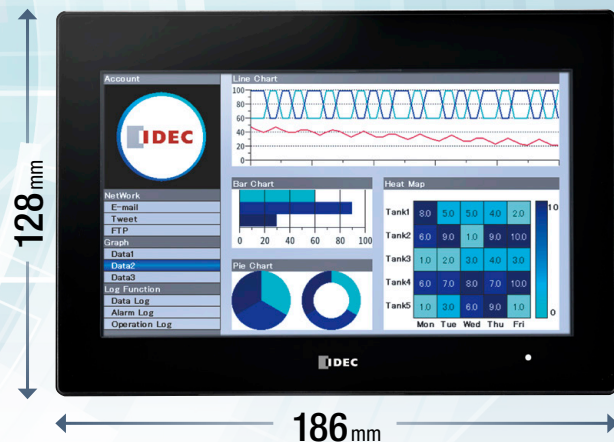 128 mm
Account
IDEC
NetWork
E-mail
Tweet
FTP
Graph
Data1
Data2
Data3
Log Function
Data Log
Alarm Log
Operation Log
Line Chart
100
80
60
40
20
0
Bar Chart
0 20 40 60 80 100
Pie Chart
Heat Map
Tank1 8.0 5.0 5.0 4.0 2.0
Tank2 6.0 9.0 1.0 9.0 10.0
Tank3 1.0 2.0 3.0 4.0 3.0
Tank4 6.0 7.0 8.0 7.0 10.0
Tank5 1.0 3.0 6.0 9.0 1.0
Mon Tue Wed Thu Fri
10
0
IDEC
186 mm